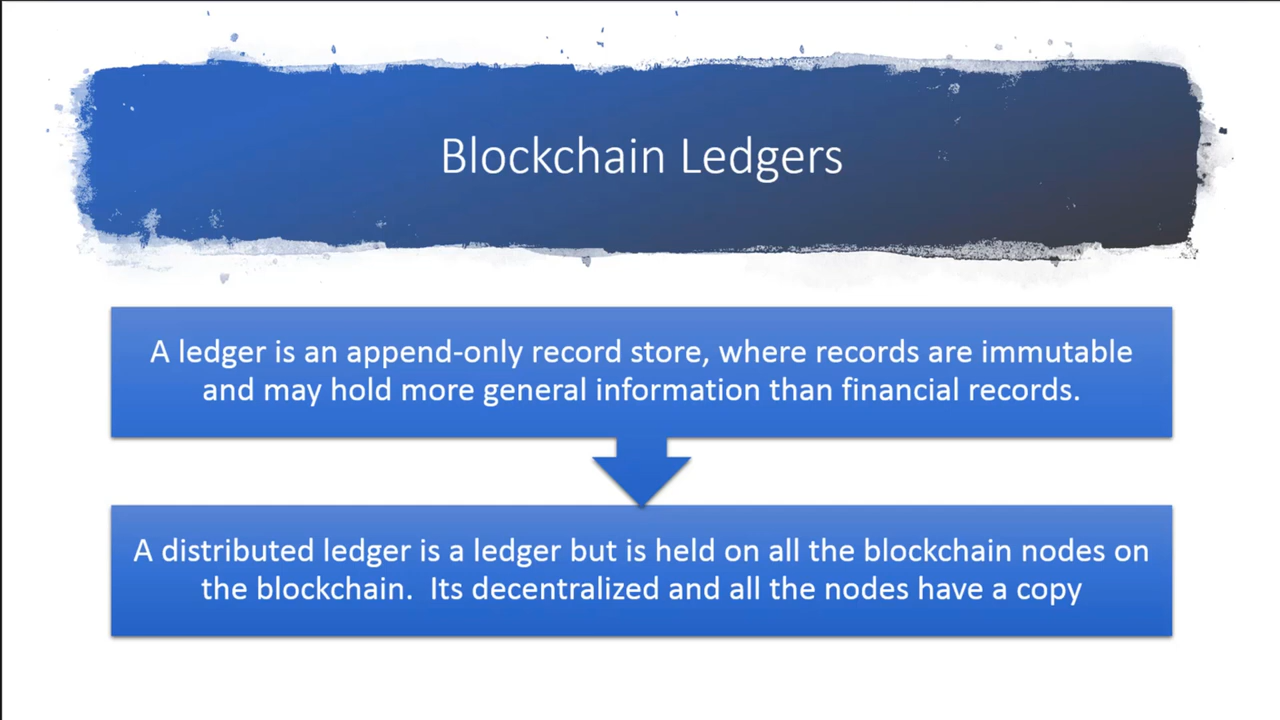 Blockchain Ledgers
A ledger is an append-only record store, where records are immutable
and may hold more general information than financial records.
A distributed ledger is a ledger but is held on all the blockchain nodes on
the blockchain.  Its decentralized and all the nodes have a copy